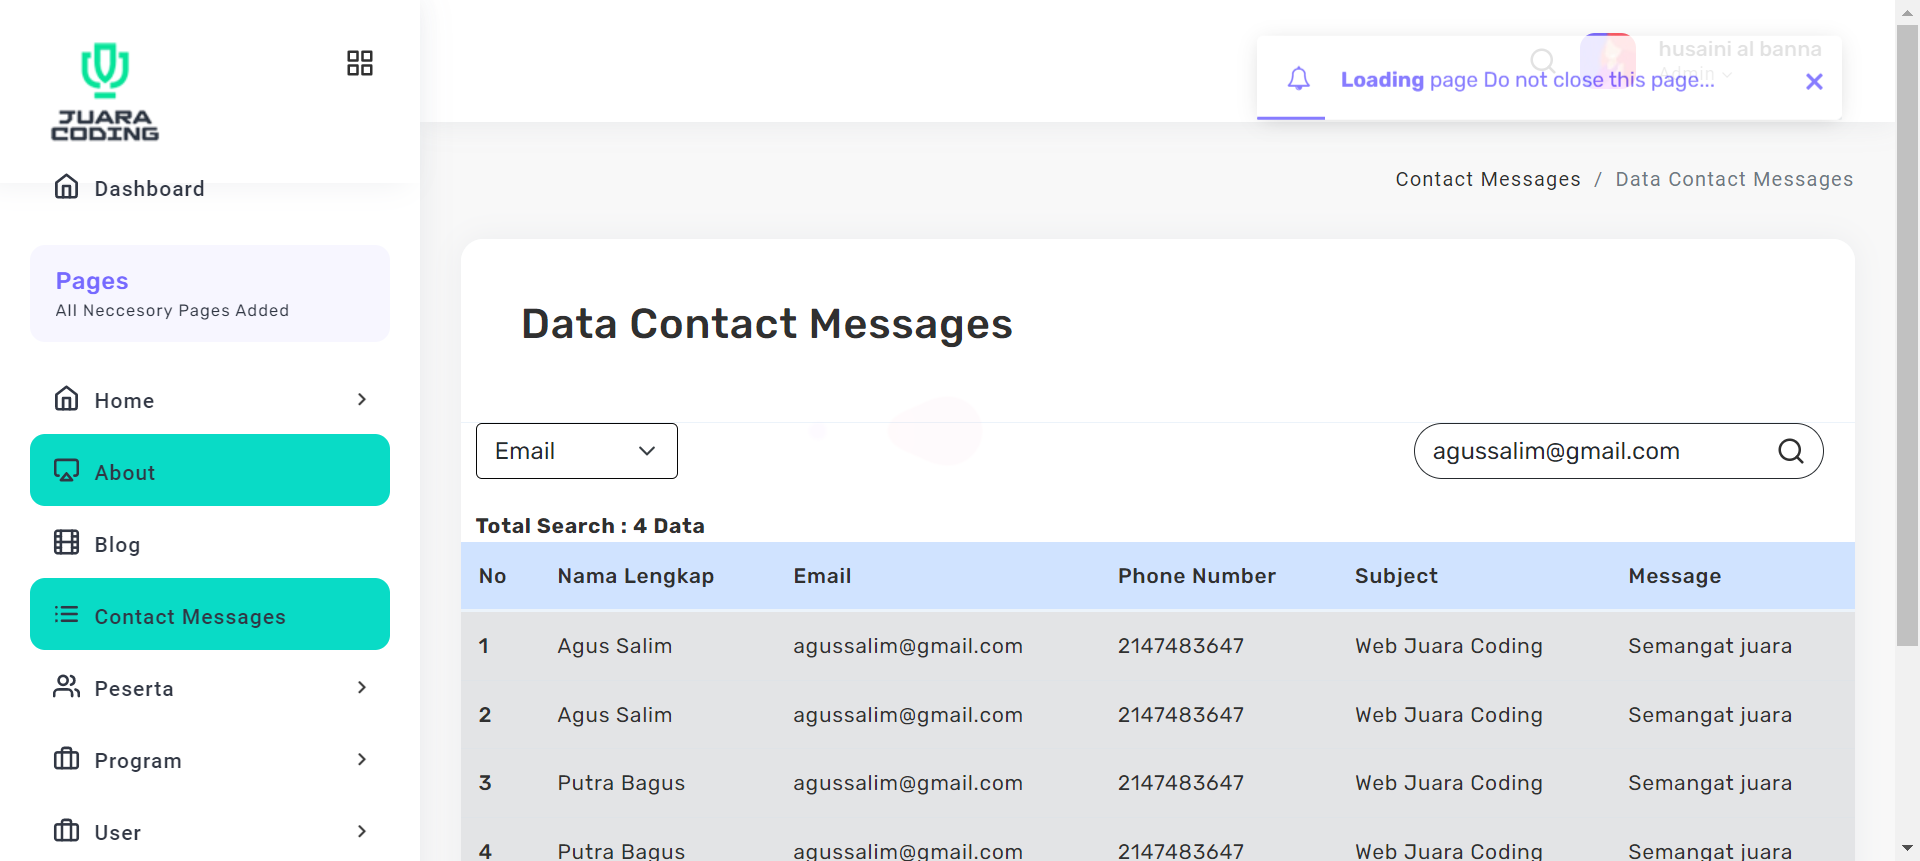 JUARA
CODING
husaini al banna
Admin
Loading page Do not close this page...
Dashboard
Contact Messages / Data Contact Messages
Pages
All Neccesory Pages Added
Data Contact Messages
Home
Email
agussalim@gmail.com
About
Total Search : 4 Data
Blog
No Nama Lengkap Email Phone Number Subject Message
Contact Messages
1 Agus Salim agussalim@gmail.com 2147483647 Web Juara Coding Semangat juara
Peserta
2 Agus Salim agussalim@gmail.com 2147483647 Web Juara Coding Semangat juara
Program
3 Putra Bagus agussalim@gmail.com 2147483647 Web Juara Coding Semangat juara
User
4 Putra Bagus agussalim@gmail.com 2147483647 Web Juara Coding Semangat juara